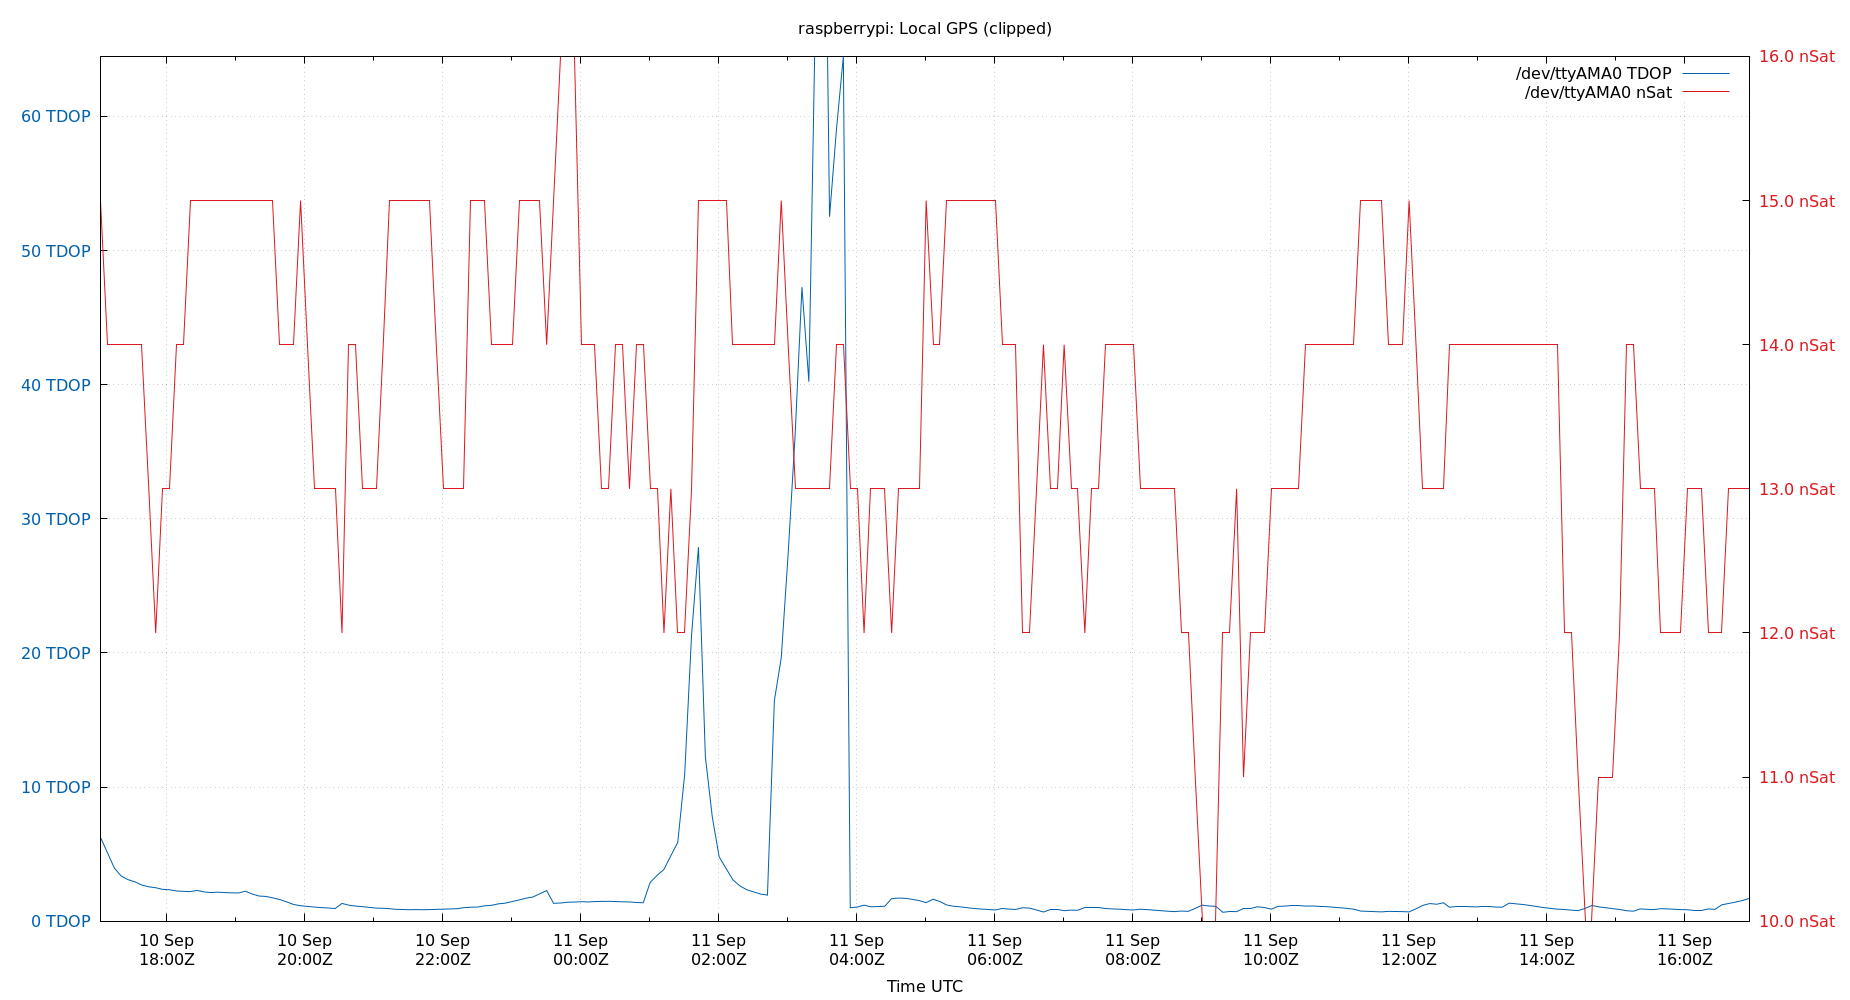 raspberrypi: Local GPS (clipped)
/dev/ttyAMA0 TDOP
/dev/ttyAMA0 nSat
60 TDOP
50 TDOP
40 TDOP
30 TDOP
20 TDOP
10 TDOP
0 TDOP
16.0 nSat
15.0 nSat
14.0 nSat
13.0 nSat
12.0 nSat
11.0 nSat
10.0 nSat
10 Sep
18:00Z
10 Sep
20:00Z
10 Sep
22:00Z
11 Sep
00:00Z
11 Sep
02:00Z
11 Sep
04:00Z
11 Sep
06:00Z
11 Sep
08:00Z
11 Sep
10:00Z
11 Sep
12:00Z
11 Sep
14:00Z
11 Sep
16:00Z
Time UTC